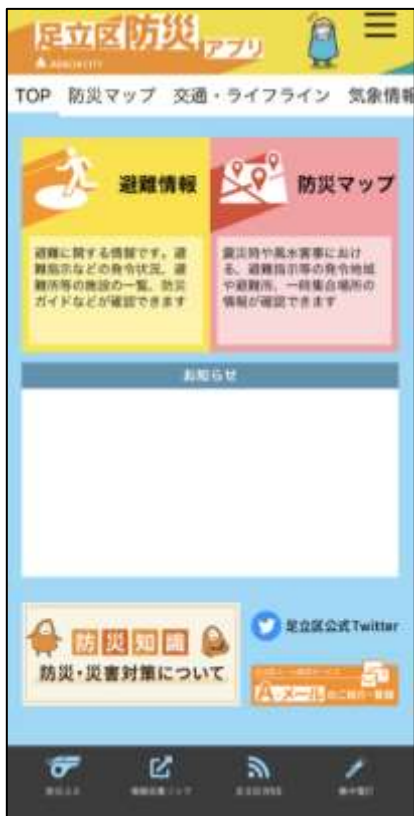 足立区防災アプリ
ADACHI CITY
TOP 防災マップ 交通・ライフライン 気象情報
避難情報
避難に関する情報です。避
難指示などの発令状況、避
難所等の施設の一覧、防災
ガイドなどが確認できます
防災マップ
震災時や風水害事におけ
る、避難指示等の発令地域
や避難所、一時集合場所の
情報が確認できます
お知らせ
防災知識
防災・災害対策について
足立区公式Twitter
A-メール